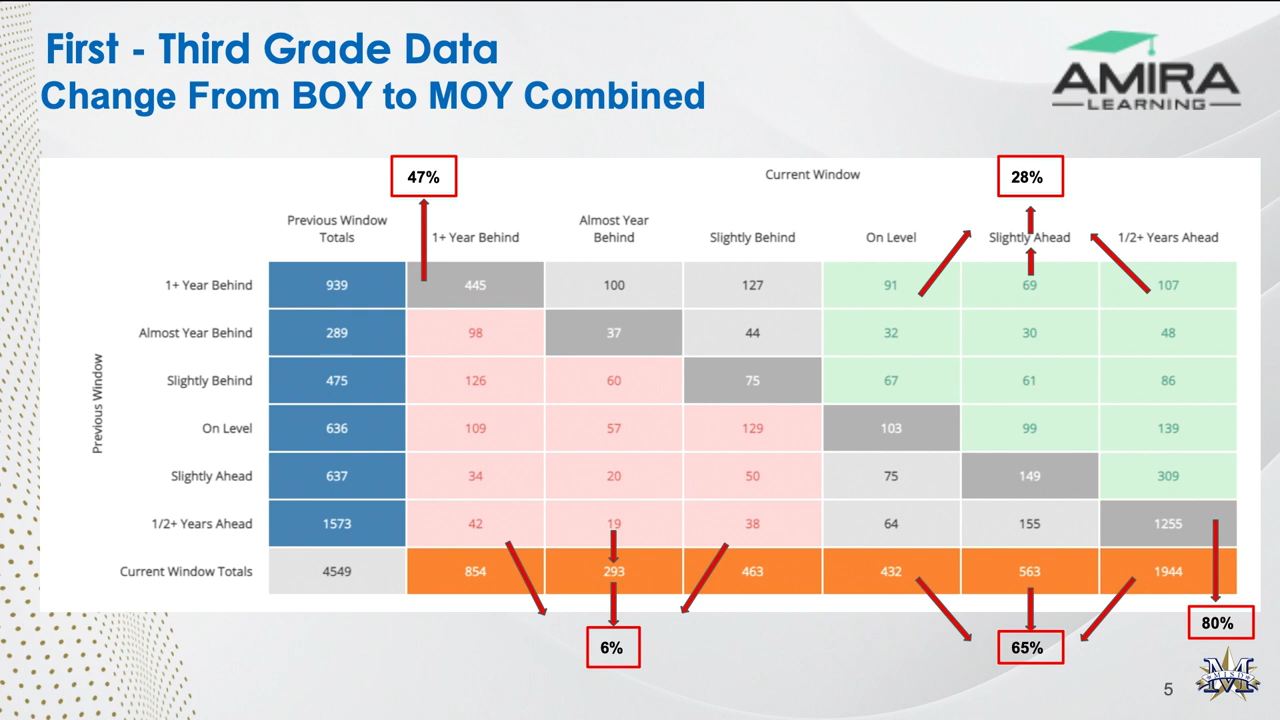 First - Third Grade Data
Change From BOY to MOY Combined
AMIRA
LEARNING
47%
Current Window
28%
Previous Window Totals
1+ Year Behind
Almost Year Behind
Slightly Behind
On Level
Slightly Ahead
1/2+ Years Ahead
Previous Window
1+ Year Behind 939 445 100 127 91 69 107
Almost Year Behind 289 98 37 44 32 30 48
Slightly Behind 475 126 60 75 67 61 86
On Level 636 109 57 129 103 99 139
Slightly Ahead 637 34 20 50 75 149 309
1/2+ Years Ahead 1573 42 19 38 64 155 1255
Current Window Totals 4549 854 293 463 432 563 1944
6%
65%
80%
5
M
MISD